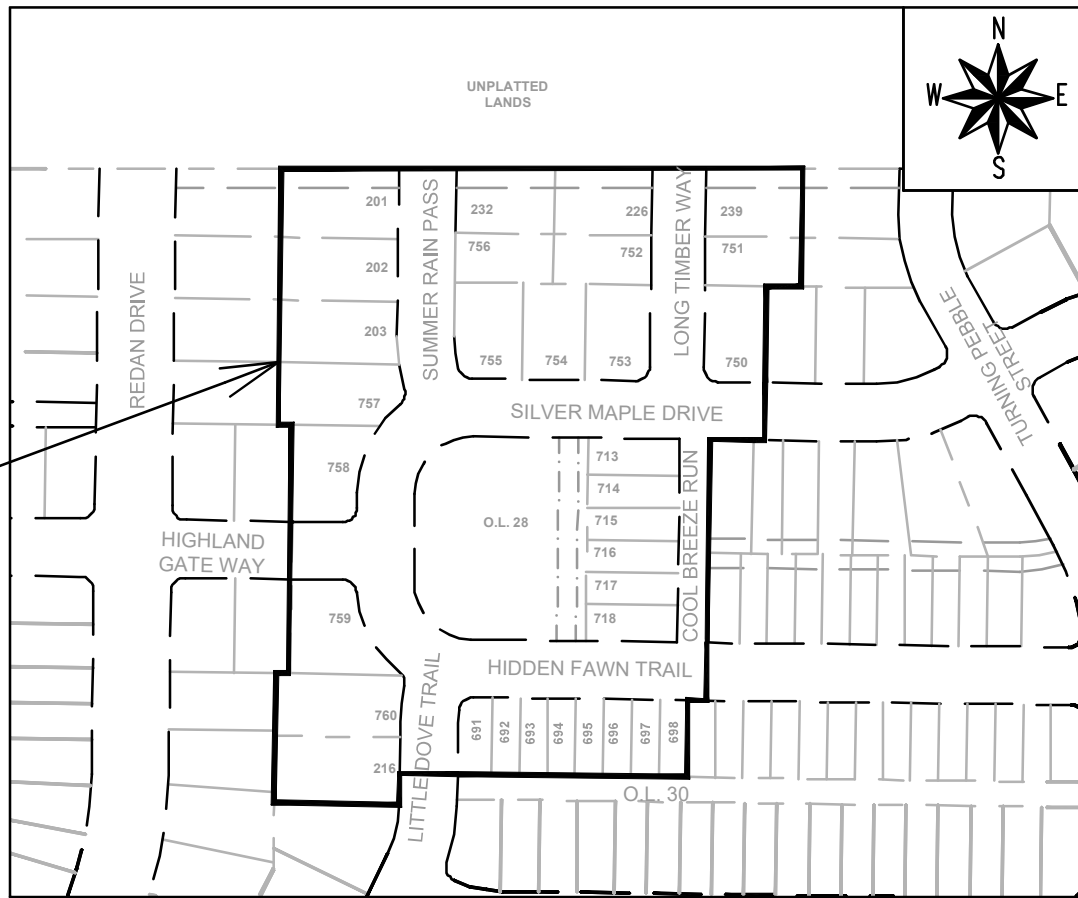 N
W E
S
UNPLATTED
LANDS
REDAN DRIVE
SUMMER RAIN PASS
LONG TIMBER WAY
TURNING PEBBLE
STREET
201
232
226
239
756
752
751
202
203
755
754
753
750
757
SILVER MAPLE DRIVE
758
O.L. 28
713
714
715
716
717
718
COOL BREEZE RUN
HIGHLAND
GATE WAY
759
HIDDEN FAWN TRAIL
LITTLE DOVE TRAIL
760
216
691
692
693
694
695
696
697
698
O.L. 30